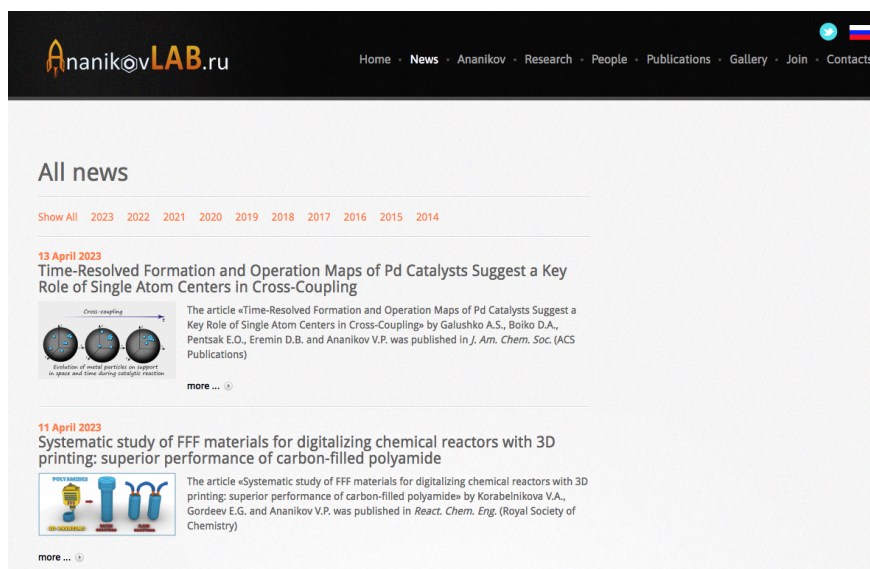 AnanikovLAB.ru
Home - News - Ananikov - Research - People - Publications - Gallery - Join - Contacts
All news
Show All 2023 2022 2021 2020 2019 2018 2017 2016 2015 2014
13 April 2023
Time-Resolved Formation and Operation Maps of Pd Catalysts Suggest a Key
Role of Single Atom Centers in Cross-Coupling
Cross-coupling
t
Evolution of metal particles on support
in space and time during catalytic reaction
The article «Time-Resolved Formation and Operation Maps of Pd Catalysts Suggest a
Key Role of Single Atom Centers in Cross-Coupling» by Galushko A.S., Boiko D.A.,
Pentsak E.O., Eremin D.B. and Ananikov V.P. was published in J. Am. Chem. Soc. (ACS
Publications)
more ...
11 April 2023
Systematic study of FFF materials for digitalizing chemical reactors with 3D
printing: superior performance of carbon-filled polyamide
POLYAMIDES
3D PRINTING
BATCH
REACTORS
FLOW
REACTORS
The article «Systematic study of FFF materials for digitalizing chemical reactors with 3D
printing: superior performance of carbon-filled polyamide» by Korabelnikova V.A.,
Gordeev E.G. and Ananikov V.P. was published in React. Chem. Eng. (Royal Society of
Chemistry)
more ...